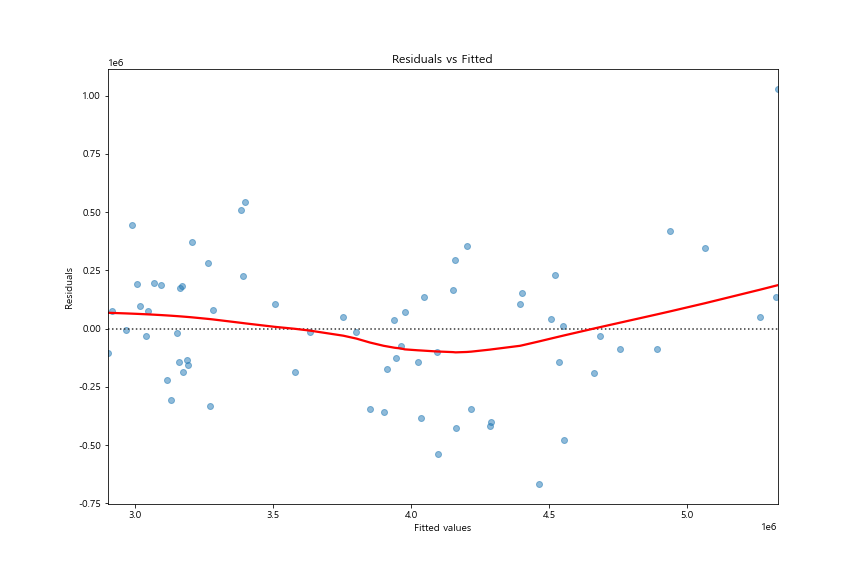 Residuals vs Fitted
1e6
1.00
0.75
0.50
0.25
0.00
-0.25
-0.50
-0.75
Residuals
3.0 3.5 4.0 4.5 5.0
Fitted values
1e6